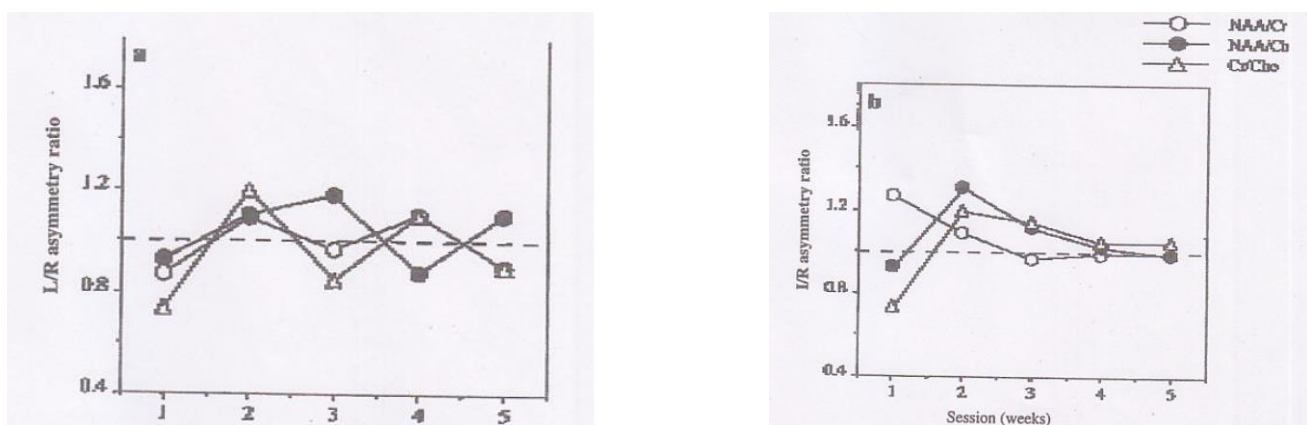 a
L/R asymmetry ratio
1.6
1.2
0.8
0.4
1 2 3 4 5
NAA/Cr
NAA/Ch
Cr/Cho
b
I/R asymmetry ratio
1.6
1.2
0.8
0.4
1 2 3 4 5
Session (weeks)